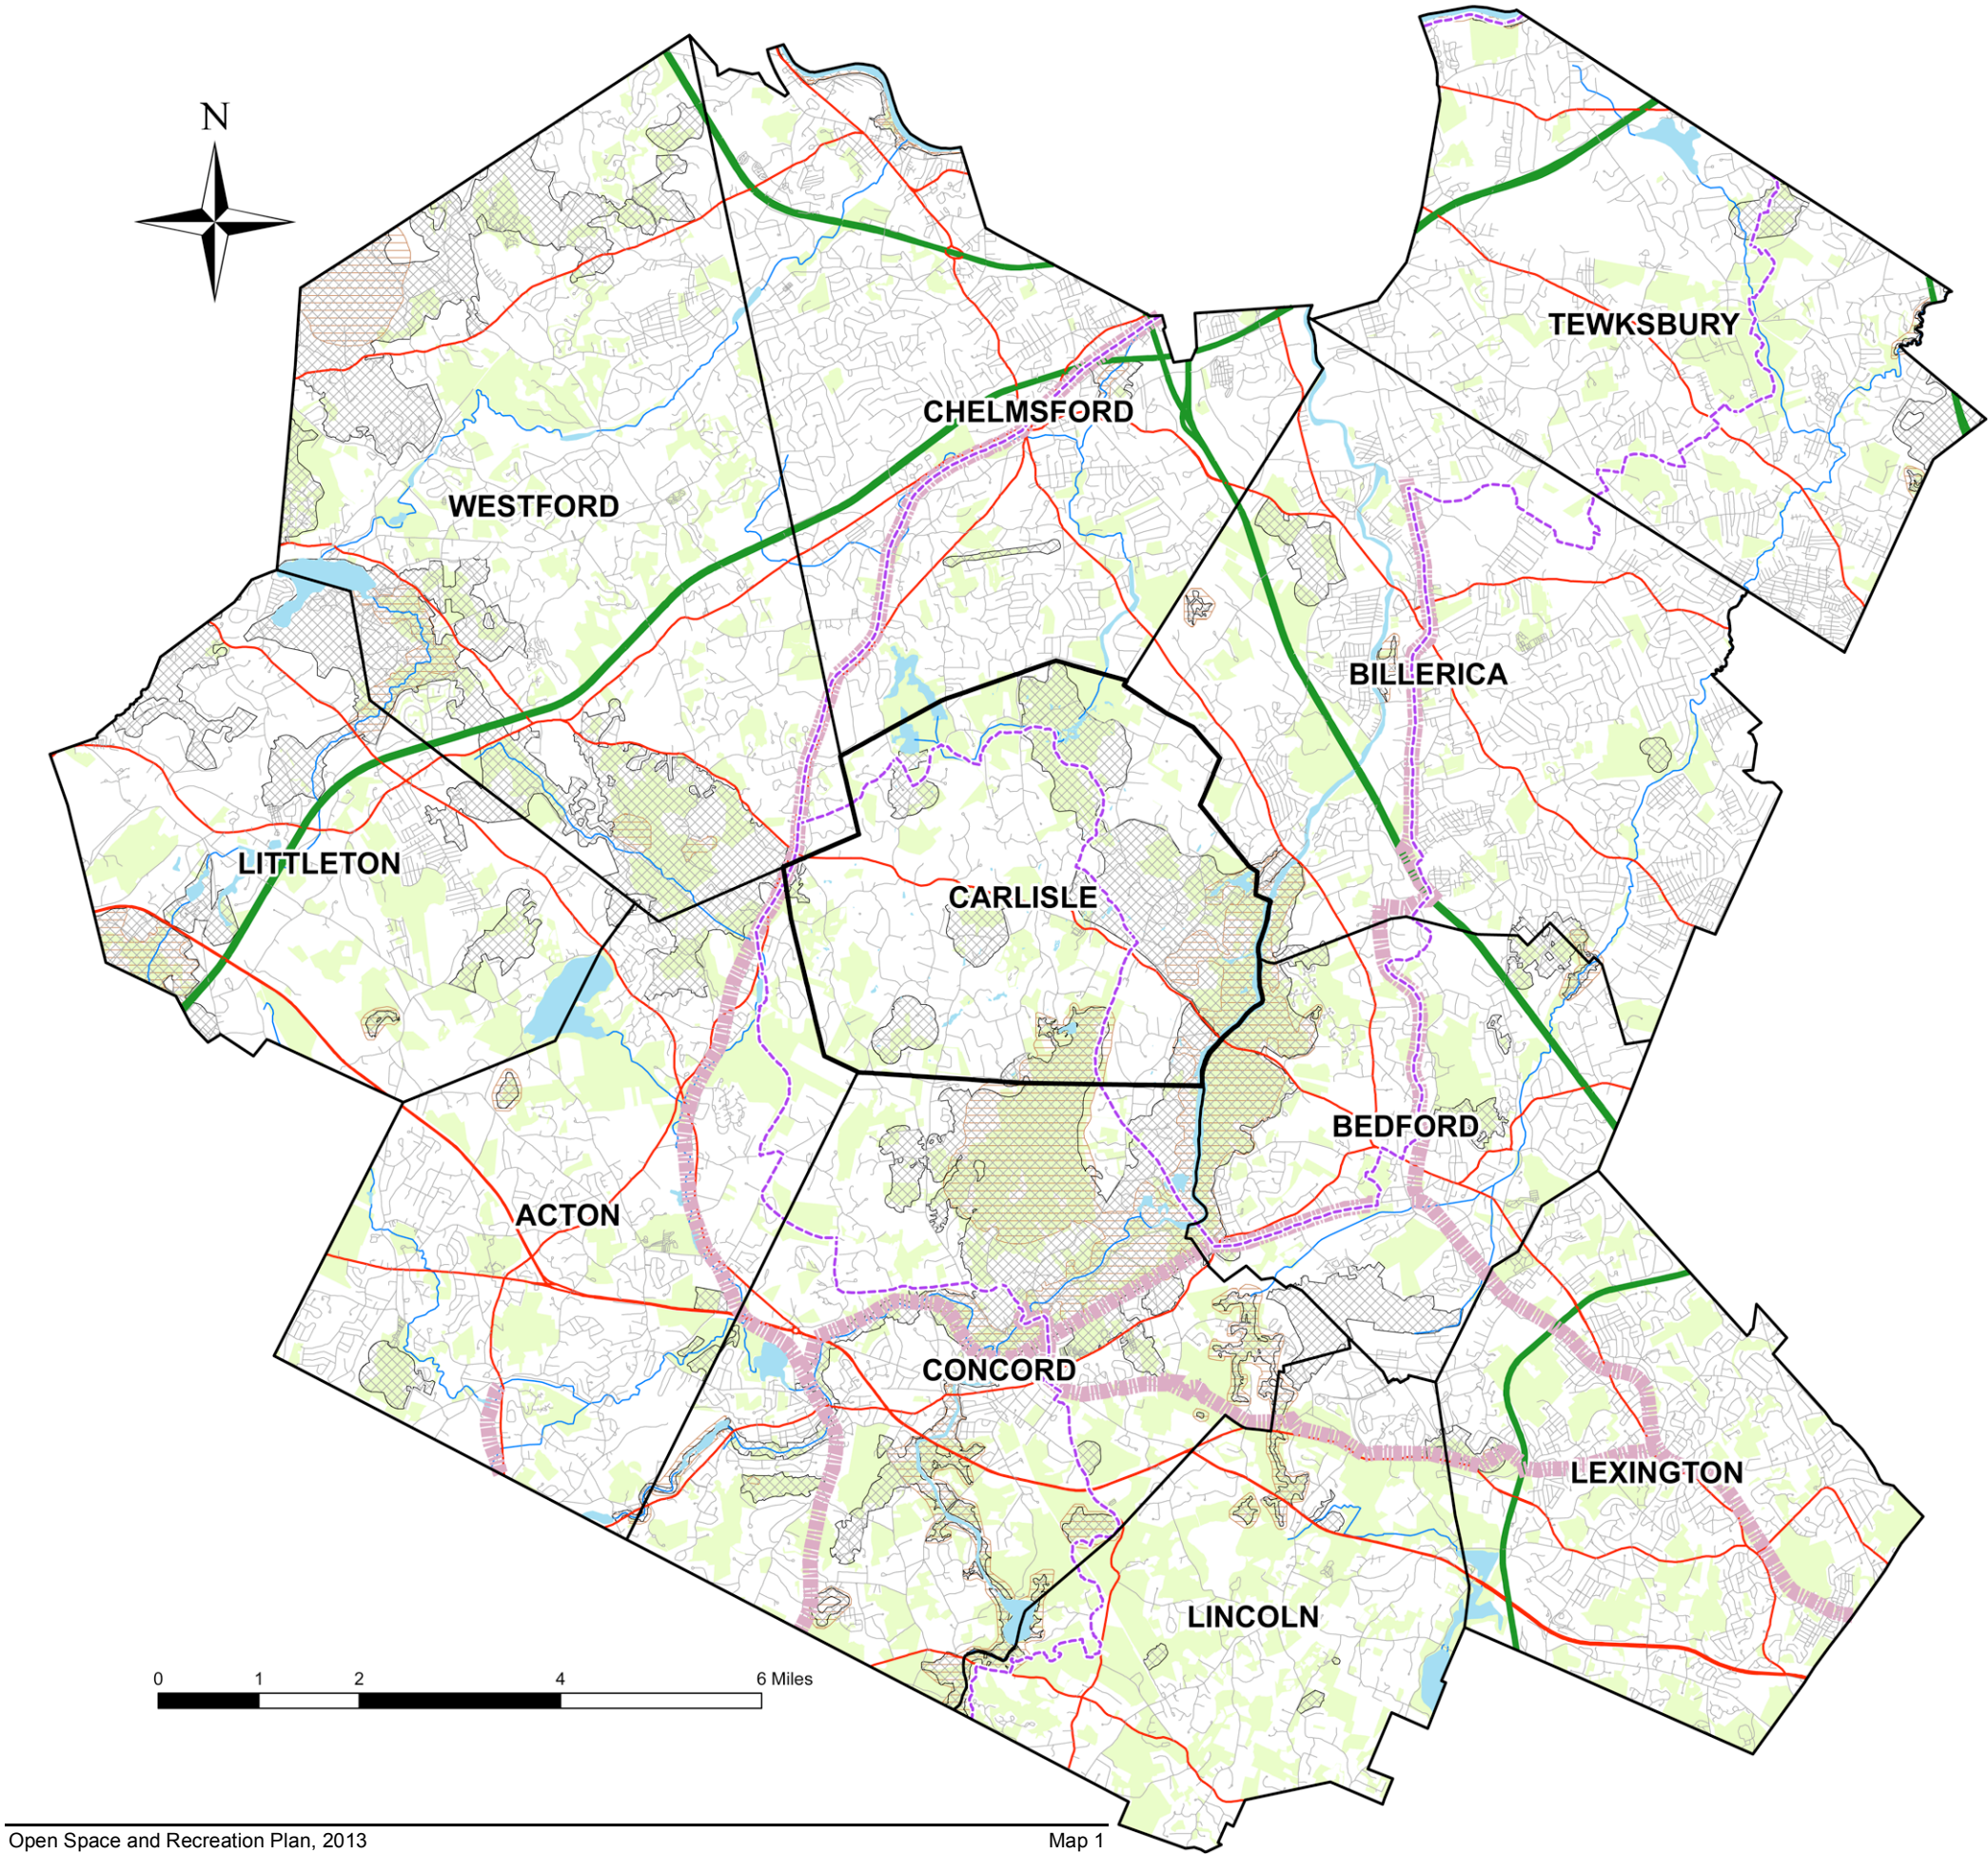 N
TEWKSBURY
CHELMSFORD
WESTFORD
BILLERICA
LITTLETON
CARLISLE
BEDFORD
ACTON
CONCORD
LEXINGTON
LINCOLN
0 1 2 4 6 Miles
Open Space and Recreation Plan, 2013 Map 1